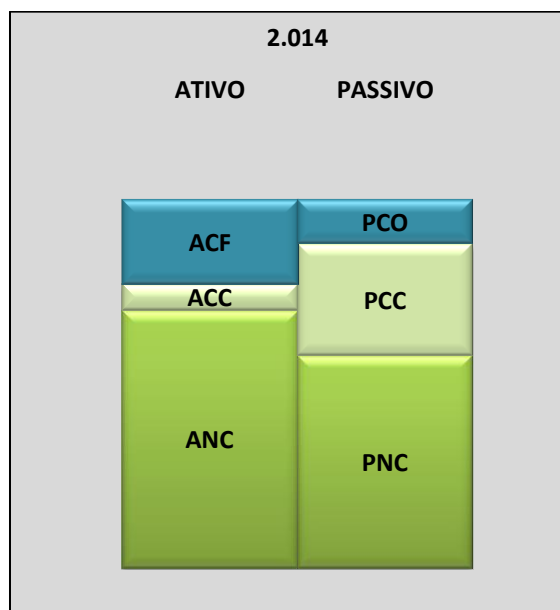 2.014
ATIVO PASSIVO
ACF PCO
ACC PCC
ANC PNC